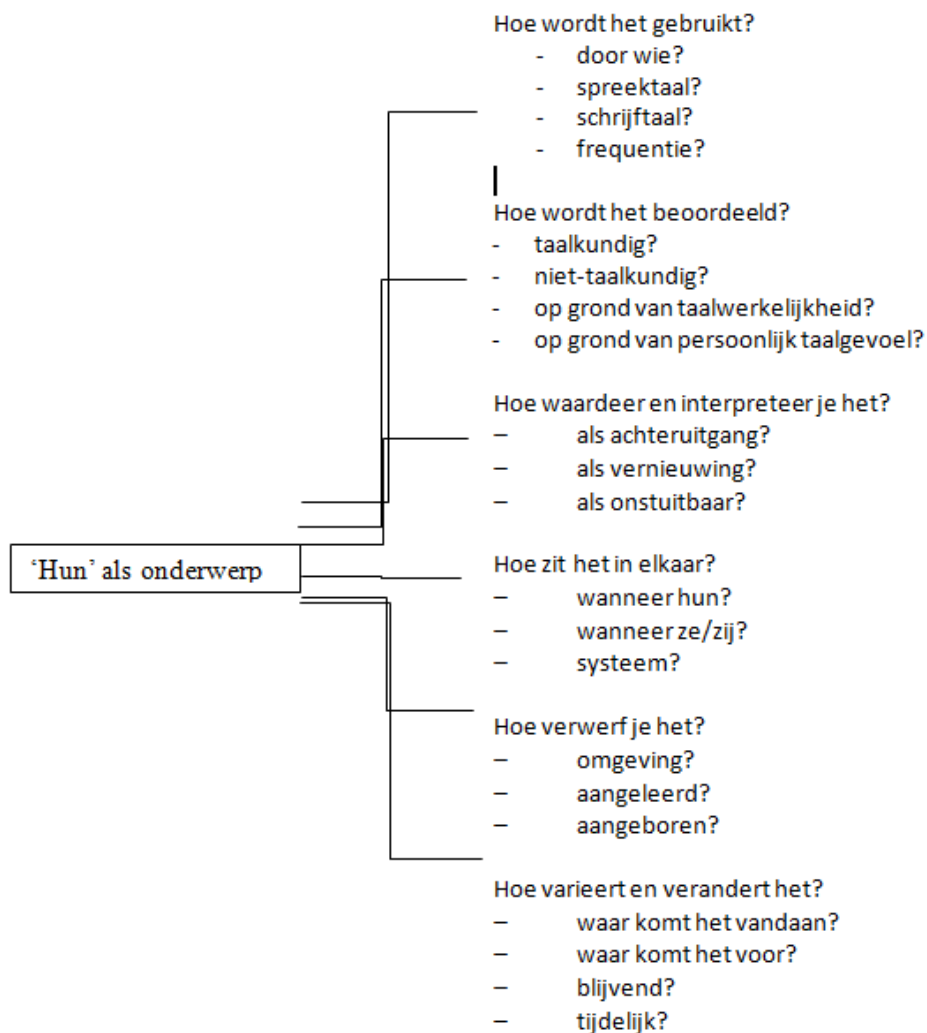 Hoe wordt het gebruikt?
- door wie?
- spreektaal?
- schrijftaal?
- frequentie?
Hoe wordt het beoordeeld?
- taalkundig?
- niet-taalkundig?
- op grond van taalwerkelijkheid?
- op grond van persoonlijk taalgevoel?
Hoe waardeer en interpreteer je het?
– als achteruitgang?
– als vernieuwing?
– als onstuitbaar?
‘Hun’ als onderwerp
Hoe zit het in elkaar?
– wanneer hun?
– wanneer ze/zij?
– systeem?
Hoe verwerf je het?
– omgeving?
– aangeleerd?
– aangeboren?
Hoe varieert en verandert het?
– waar komt het vandaan?
– waar komt het voor?
– blijvend?
– tijdelijk?